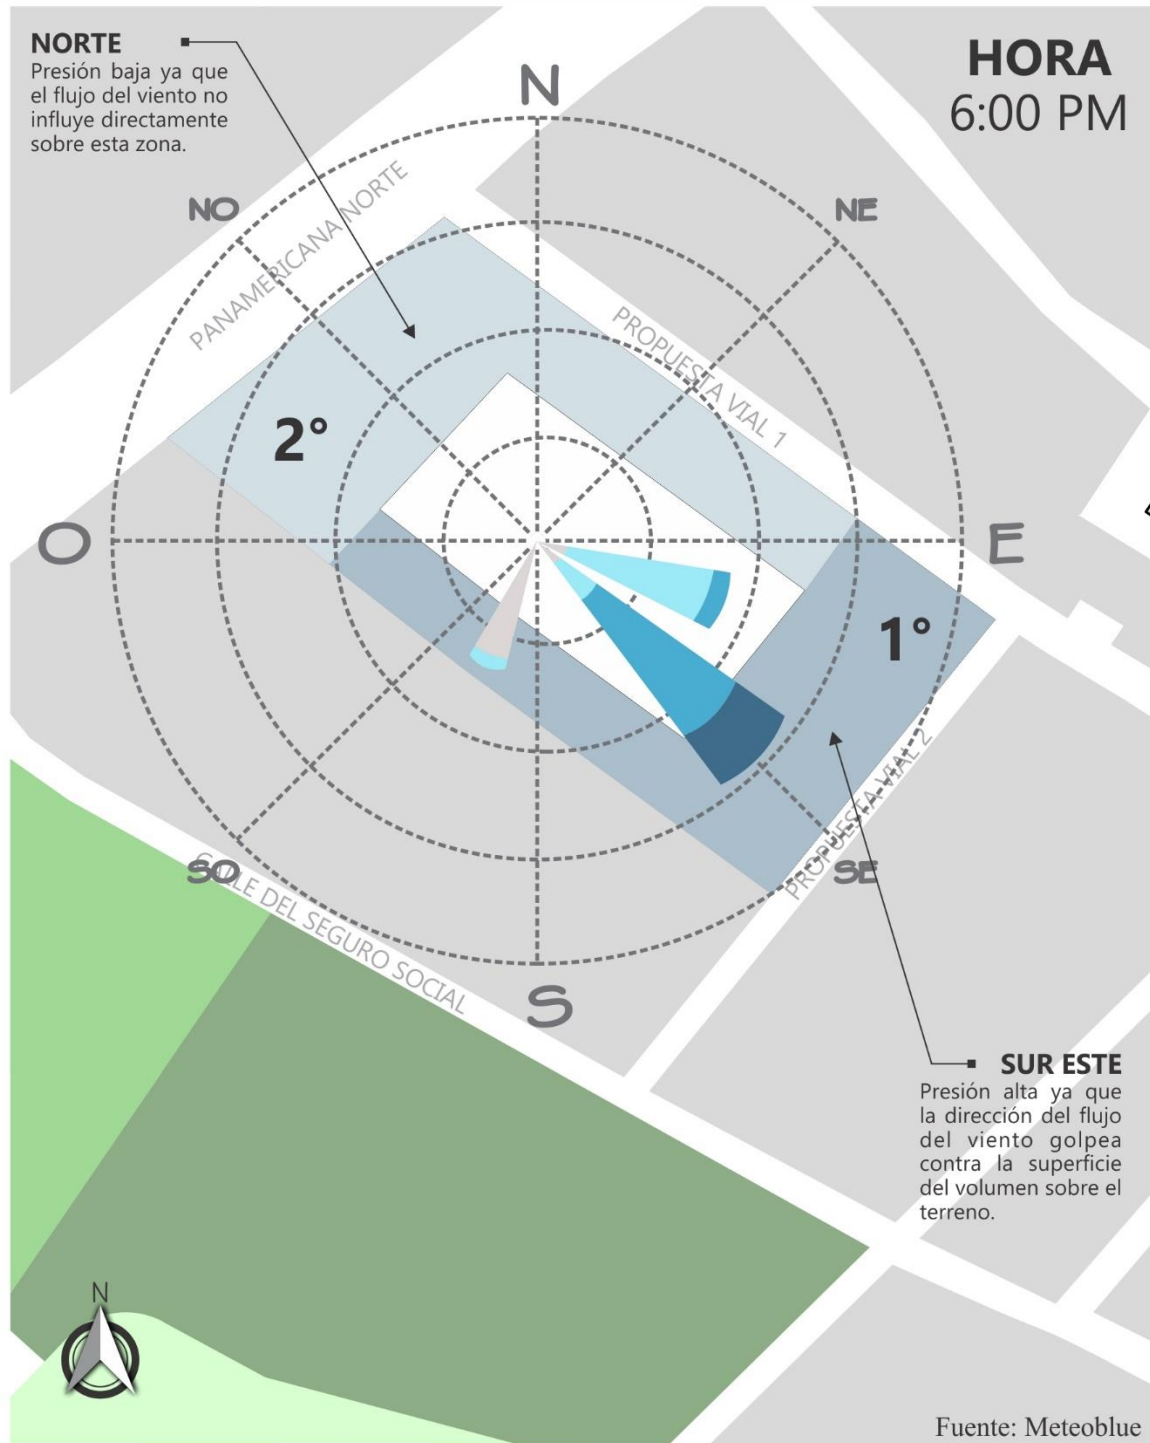 NORTE
Presión baja ya que
el flujo del viento no
influye directamente
sobre esta zona.
HORA
6:00 PM
N
NO
NE
PANAMERICANA NORTE
PROPUESTA VIAL 1
2°
O
E
1°
PROPUESTA VIAL 2
SO
SE
CALLE DEL SEGURO SOCIAL
S
SUR ESTE
Presión alta ya que
la dirección del flujo
del viento golpea
contra la superficie
del volumen sobre el
terreno.
N
Fuente: Meteoblue